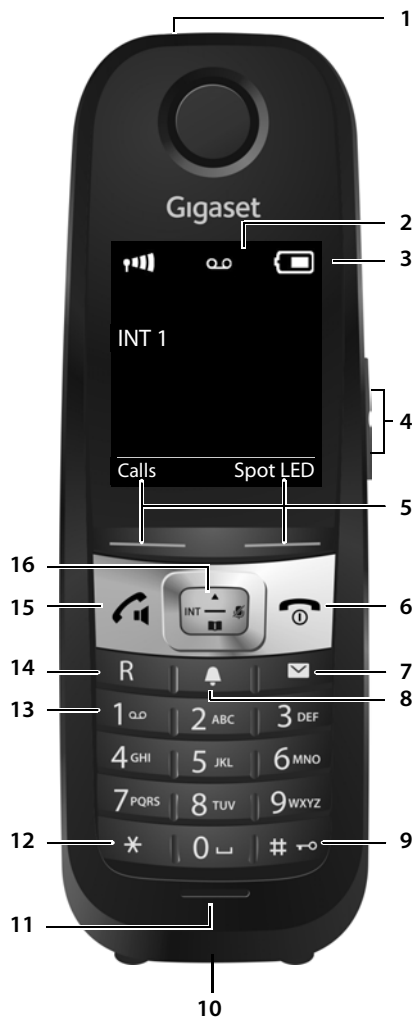 1
Gigaset
2
3
INT 1
4
Calls Spot LED
5
16
INT
15
6
14 R
7
8
13 1 2 ABC 3 DEF
4 GHI 5 JKL 6 MNO
7 PQRS 8 TUV 9 WXYZ
12 * 0 # 9
11
10